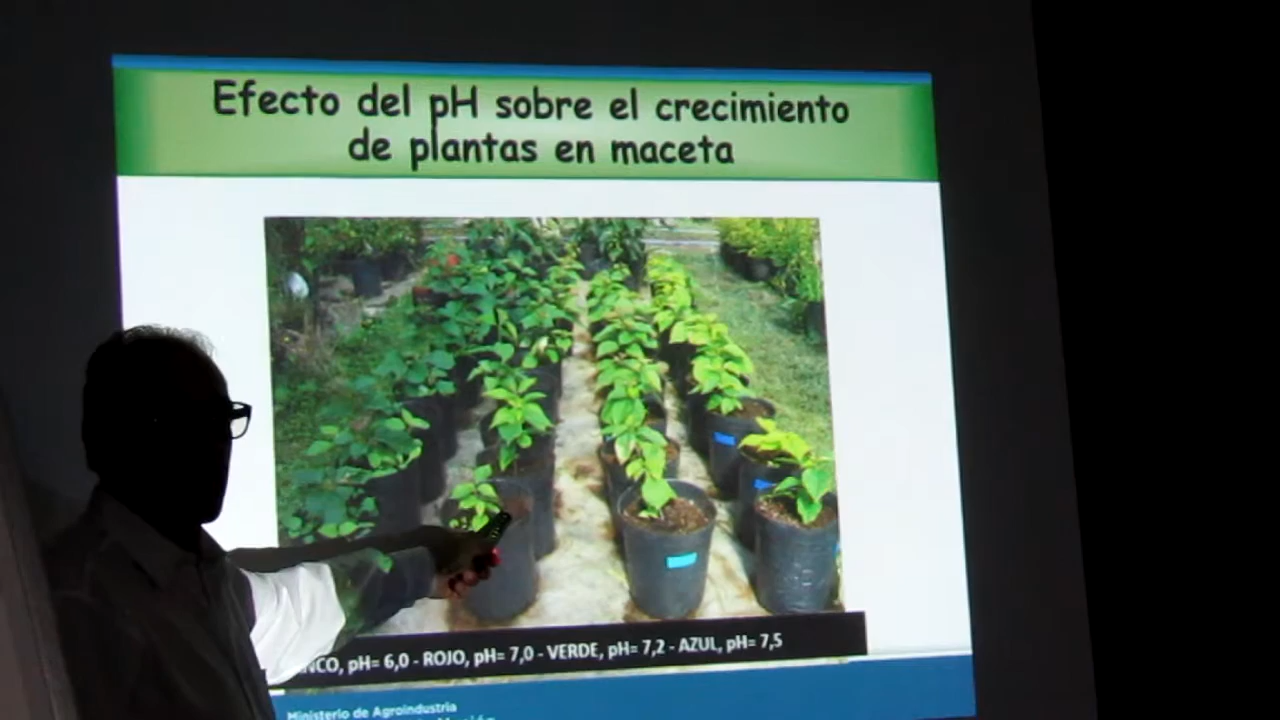 Efecto del pH sobre el crecimiento
de plantas en maceta
pH= 6,0 - ROJO, pH= 7,0 - VERDE, pH= 7,2 - AZUL, pH= 7,5
Ministerio de Agroindustria